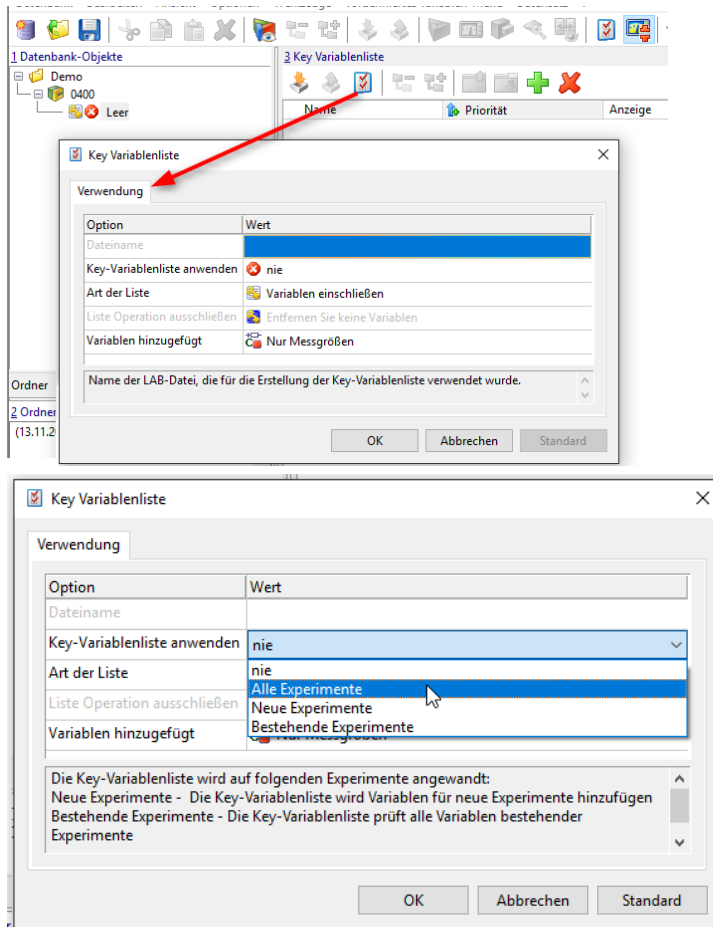 1 Datenbank-Objekte
3 Key Variablenliste
Demo
0400
Leer
Name
Priorität
Anzeige
Key Variablenliste
Verwendung
Option Wert
Dateiname
Key-Variablenliste anwenden nie
Art der Liste Variablen einschließen
Liste Operation ausschließen Entfernen Sie keine Variablen
Variablen hinzugefügt Nur Messgrößen
Name der LAB-Datei, die für die Erstellung der Key-Variablenliste verwendet wurde.
Ordner
2 Ordner
(13.11.2
OK Abbrechen Standard
Key Variablenliste
Verwendung
Option Wert
Dateiname
Key-Variablenliste anwenden nie
Art der Liste nie
Alle Experimente
Liste Operation ausschließen Neue Experimente
Bestehende Experimente
Variablen hinzugefügt Nur Messgrößen
Die Key-Variablenliste wird auf folgenden Experimente angewandt:
Neue Experimente - Die Key-Variablenliste wird Variablen für neue Experimente hinzufügen
Bestehende Experimente - Die Key-Variablenliste prüft alle Variablen bestehender
Experimente
OK Abbrechen Standard